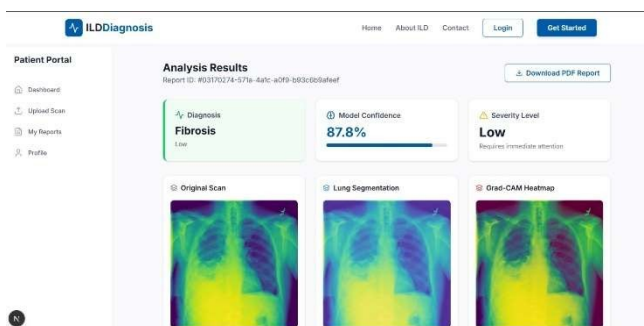 ILDDiagnosis
Home About ILD Contact Login Get Started
Patient Portal
Dashboard
Upload Scan
My Reports
Profile
Analysis Results
Report ID: #03170274-571e-4a1c-a0f9-b93c6b9afeef
Download PDF Report
Diagnosis
Fibrosis
Low
Model Confidence
87.8%
Severity Level
Low
Requires immediate attention
Original Scan
Lung Segmentation
Grad-CAM Heatmap
N